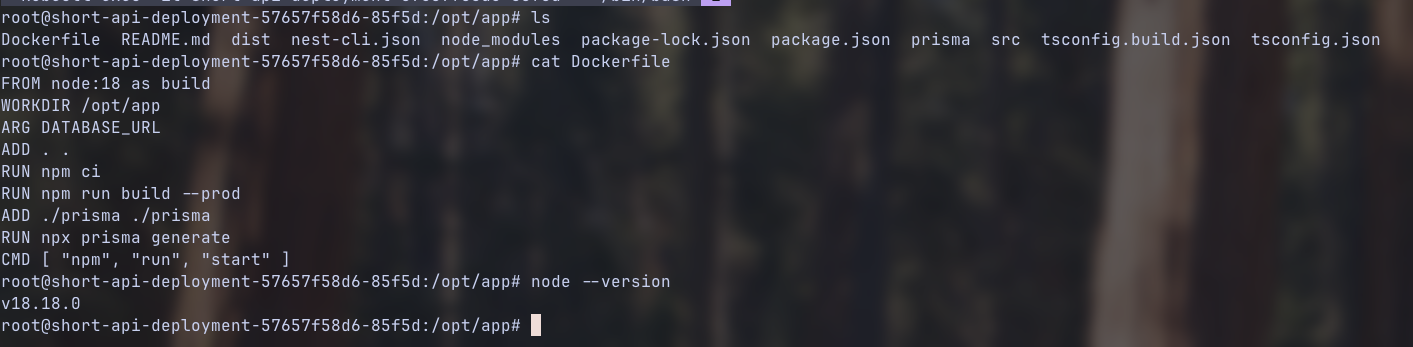 root@short-api-deployment-57657f58d6-85f5d:/opt/app# ls
Dockerfile  README.md  dist  nest-cli.json  node_modules  package-lock.json  package.json  prisma  src  tsconfig.build.json  tsconfig.json
root@short-api-deployment-57657f58d6-85f5d:/opt/app# cat Dockerfile
FROM node:18 as build
WORKDIR /opt/app
ARG DATABASE_URL
ADD . .
RUN npm ci
RUN npm run build --prod
ADD ./prisma ./prisma
RUN npx prisma generate
CMD [ "npm", "run", "start" ]
root@short-api-deployment-57657f58d6-85f5d:/opt/app# node --version
v18.18.0
root@short-api-deployment-57657f58d6-85f5d:/opt/app#